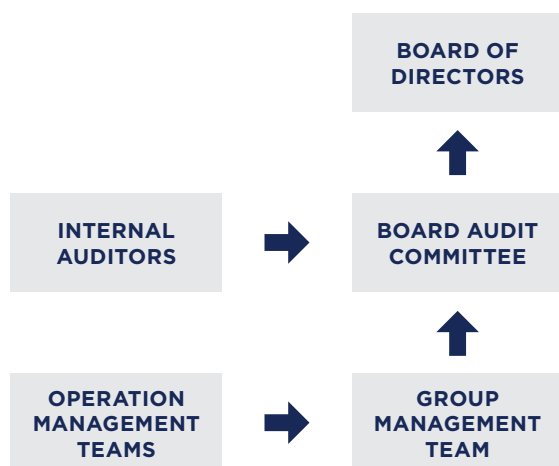 BOARD OF
DIRECTORS
INTERNAL
AUDITORS
BOARD AUDIT
COMMITTEE
OPERATION
MANAGEMENT
TEAMS
GROUP
MANAGEMENT
TEAM